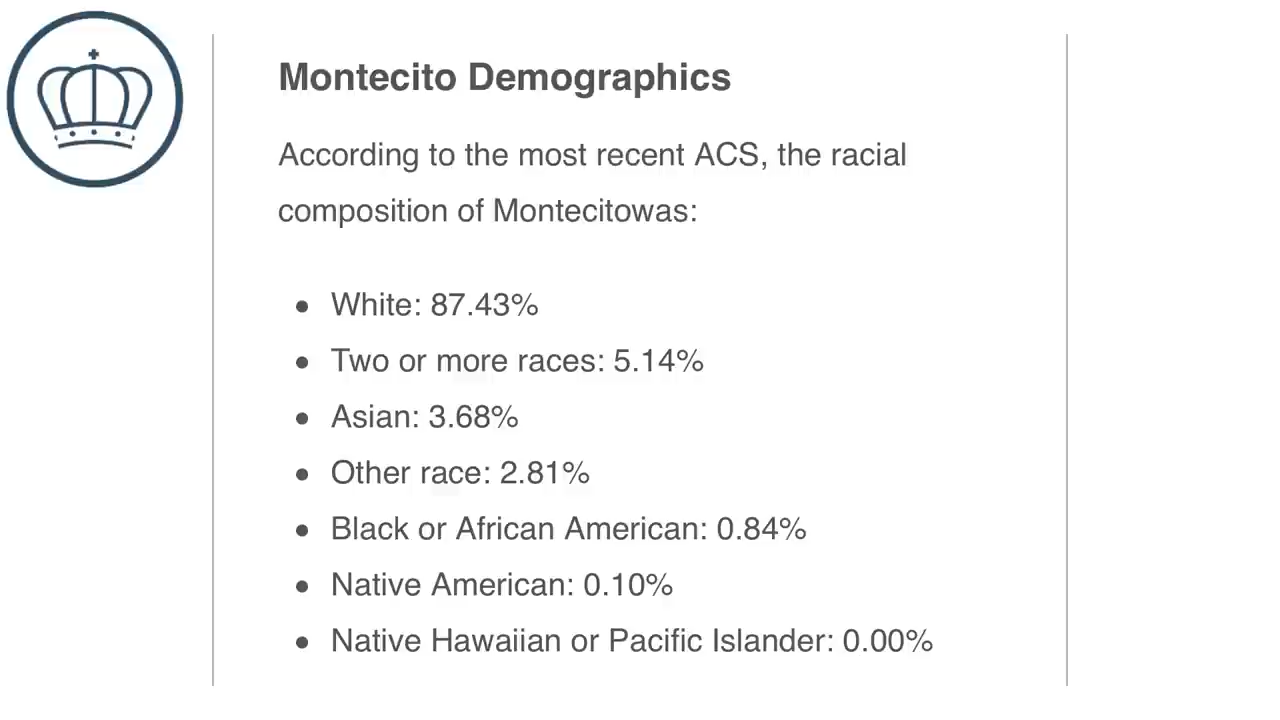 Montecito Demographics
According to the most recent ACS, the racial
composition of Montecitowas:
• White: 87.43%
• Two or more races: 5.14%
• Asian: 3.68%
• Other race: 2.81%
• Black or African American: 0.84%
• Native American: 0.10%
• Native Hawaiian or Pacific Islander: 0.00%